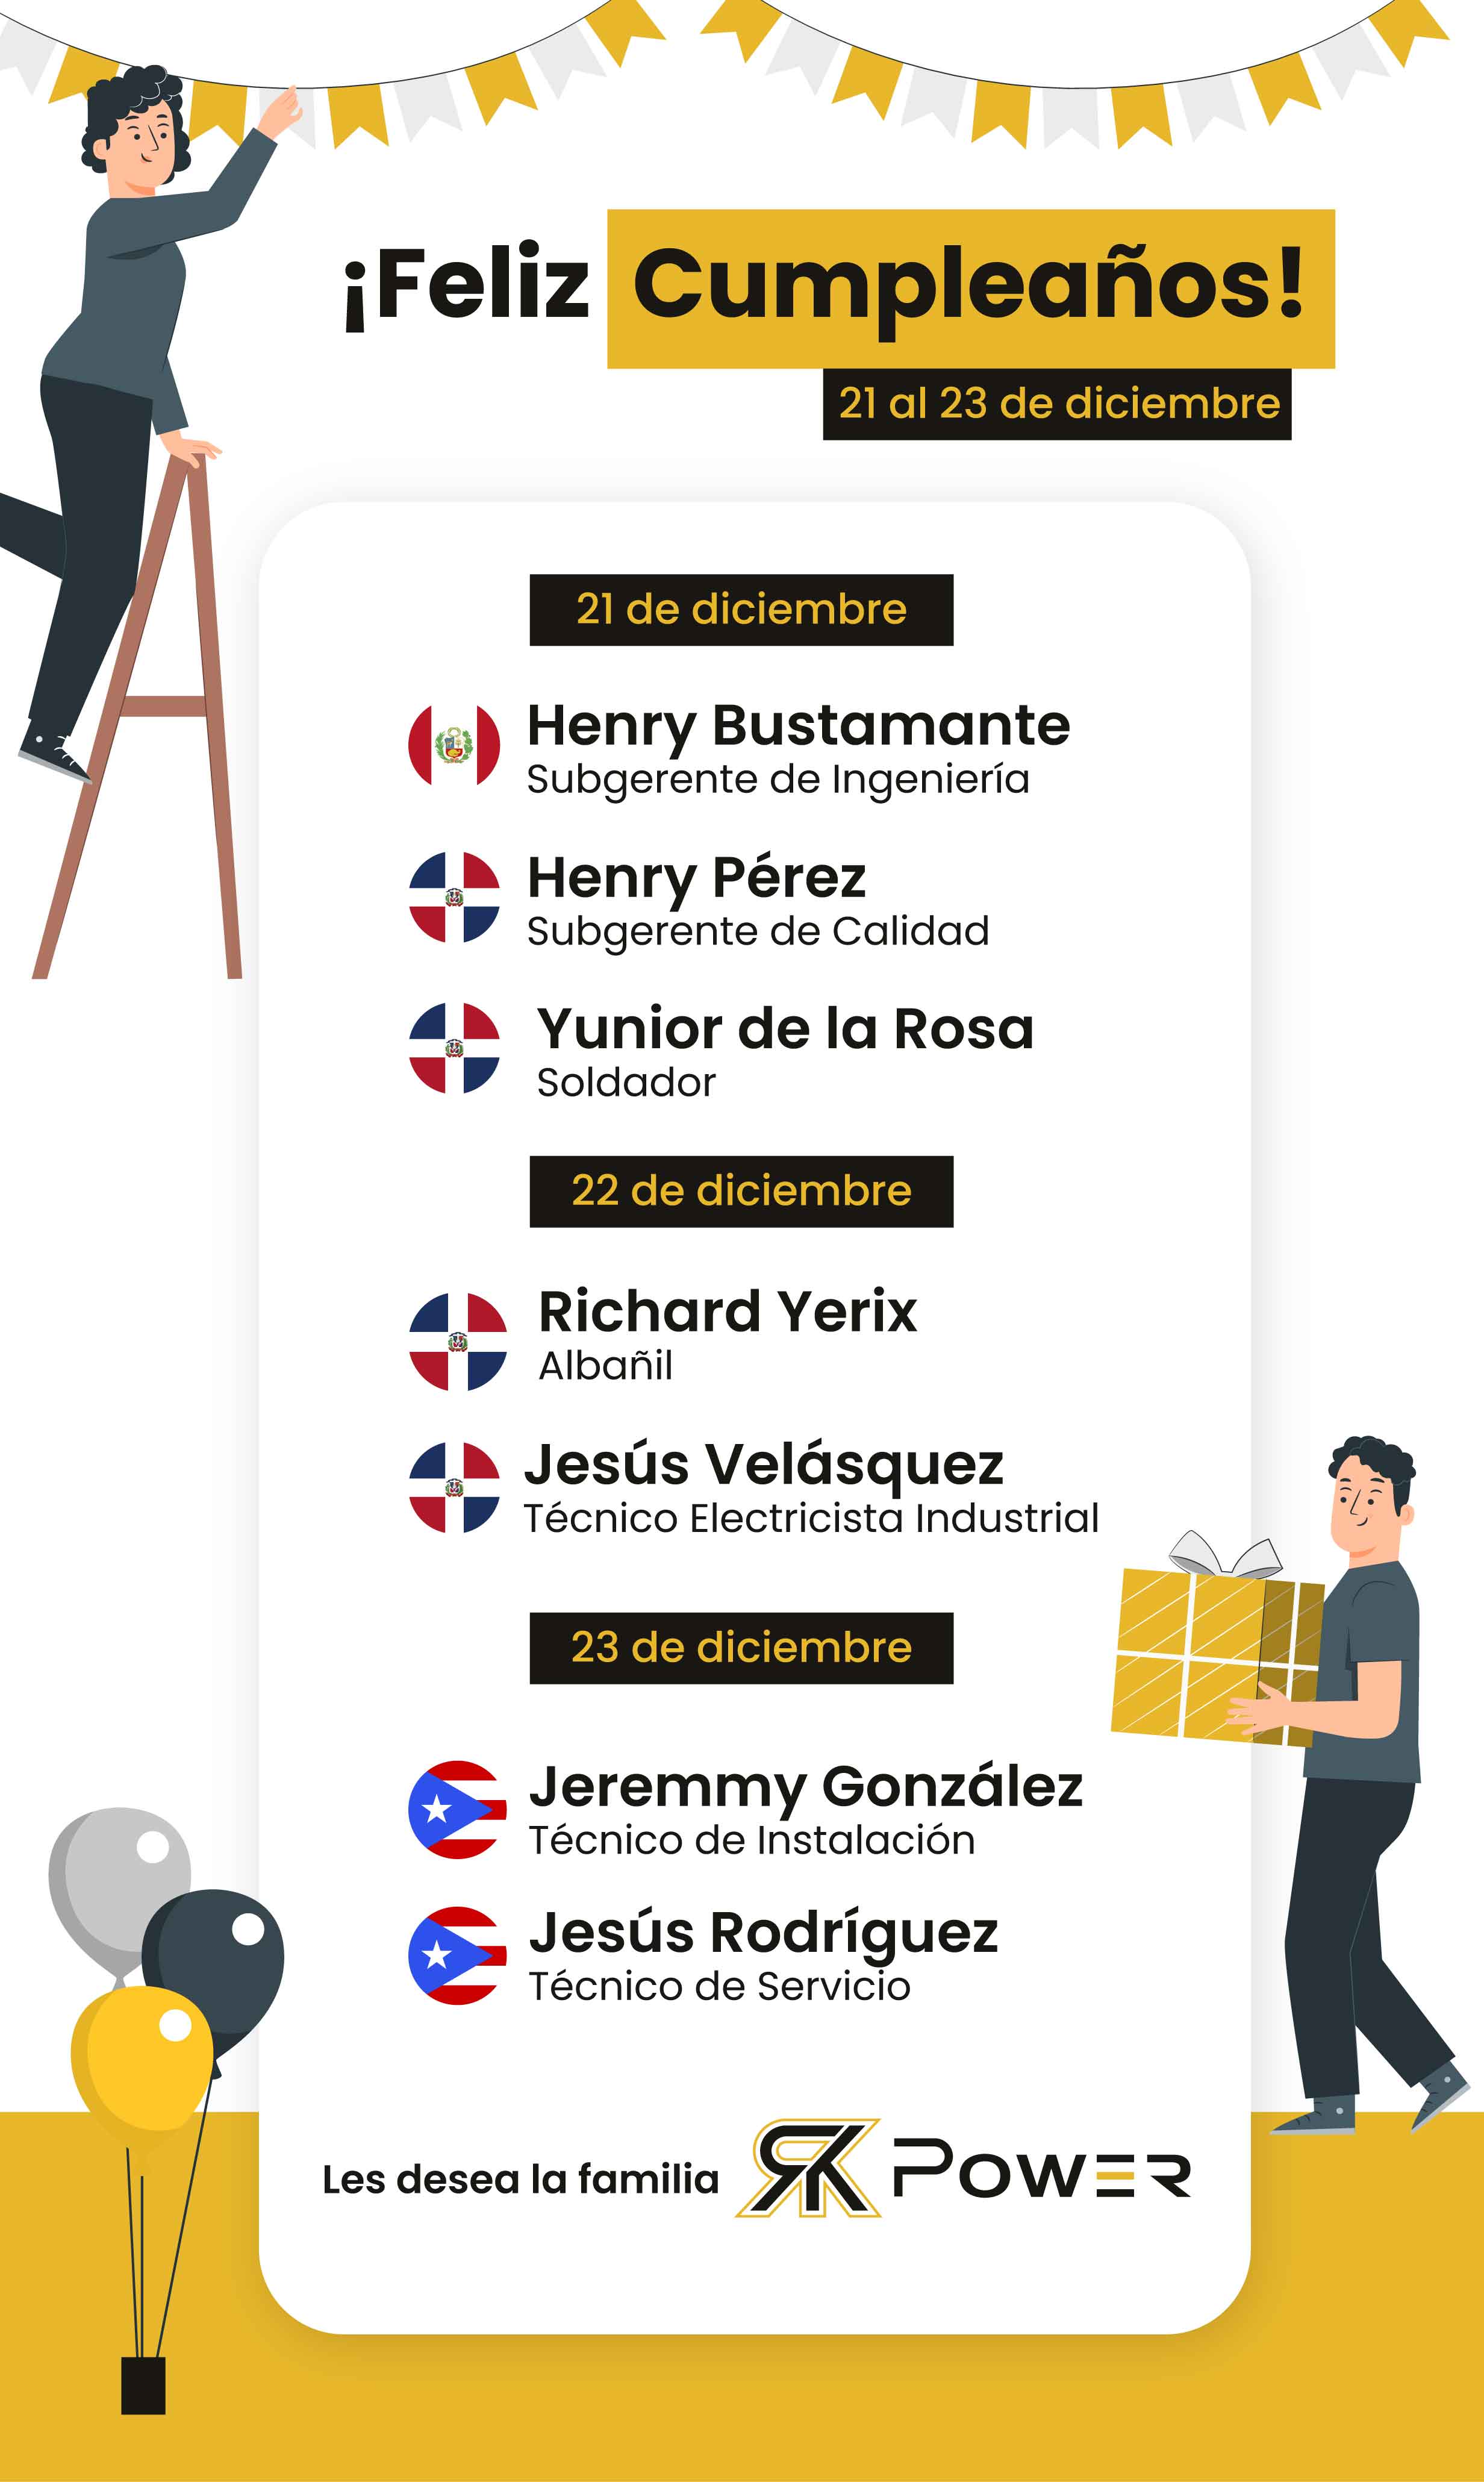 ¡Feliz Cumpleaños!
21 al 23 de diciembre
21 de diciembre
Henry Bustamante
Subgerente de Ingeniería
Henry Pérez
Subgerente de Calidad
Yunior de la Rosa
Soldador
22 de diciembre
Richard Yerix
Albañil
Jesús Velásquez
Técnico Electricista Industrial
23 de diciembre
Jeremmy González
Técnico de Instalación
Jesús Rodríguez
Técnico de Servicio
Les desea la familia RK POWER